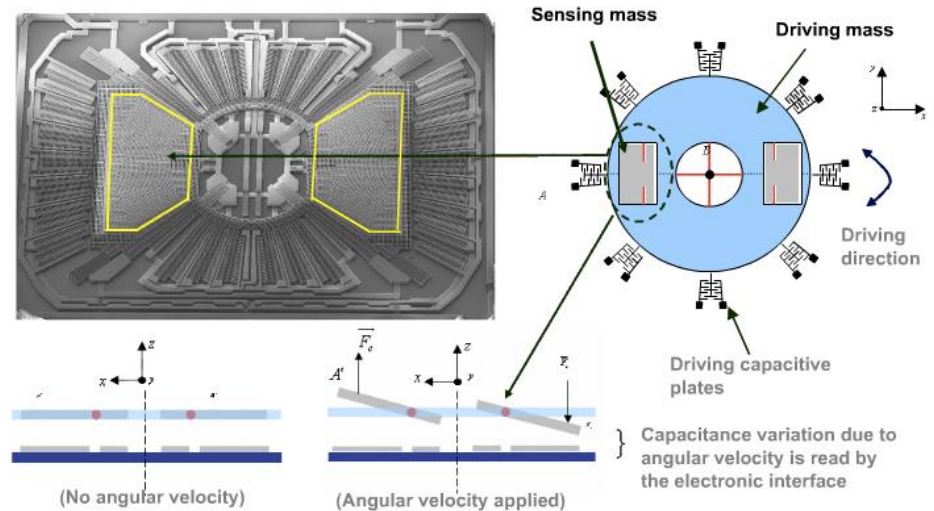 Sensing mass
Driving mass
y
z
x
B
A
Driving
direction
Driving capacitive
plates
z
x
y
(No angular velocity)
F
A'
z
x
y
F
(Angular velocity applied)
Capacitance variation due to
angular velocity is read by
the electronic interface